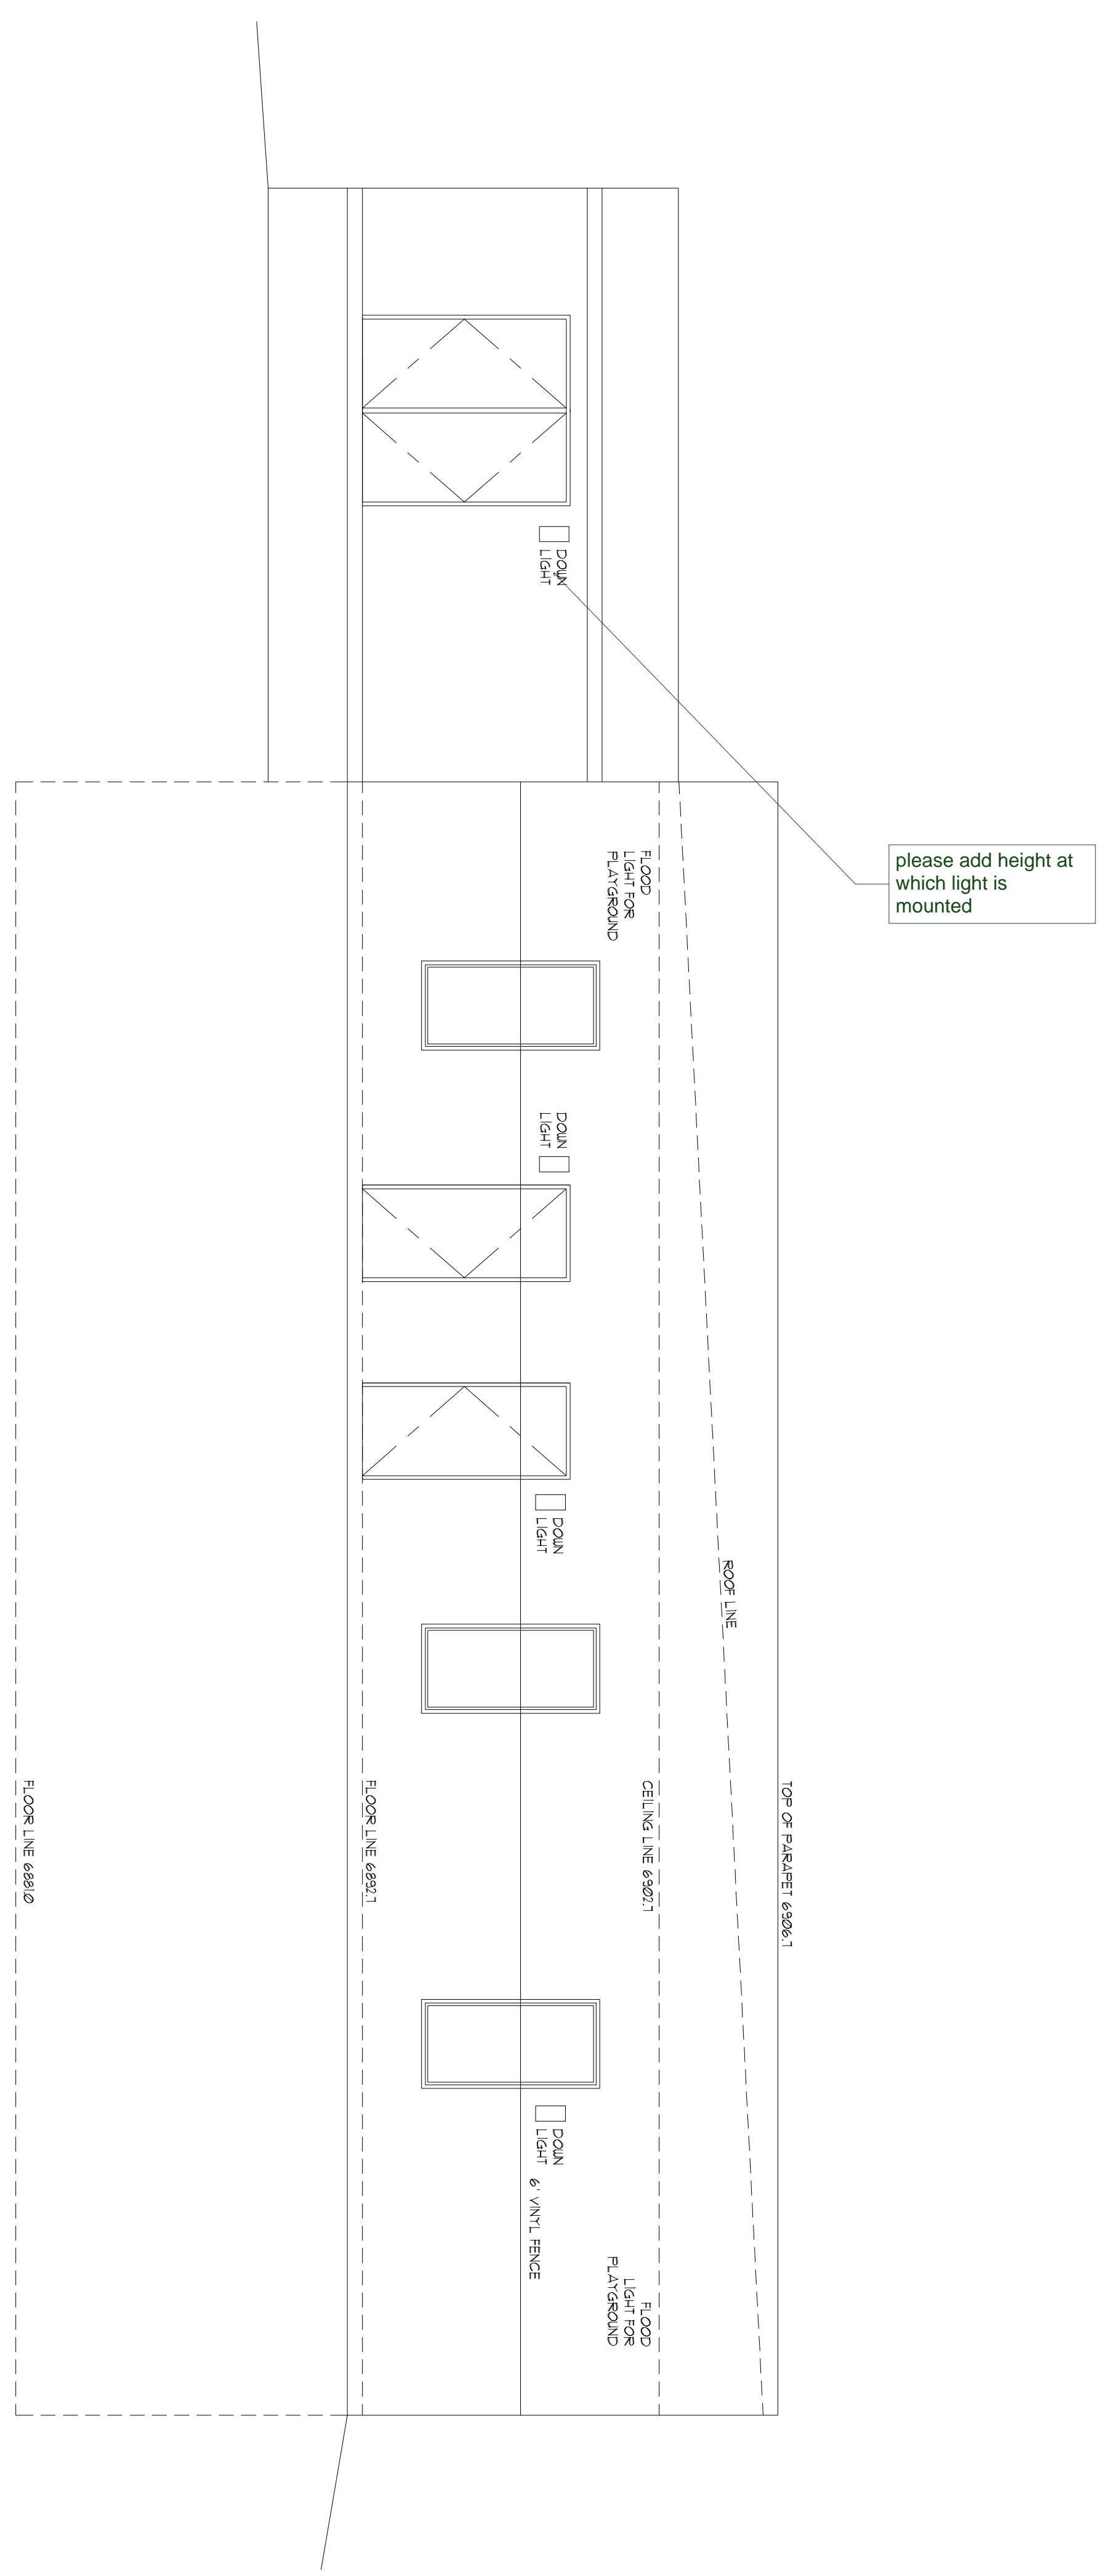 DOWN
LIGHT
please add height at
which light is
mounted
FLOOD
LIGHT FOR
PLAYGROUND
DOWN
LIGHT
DOWN
LIGHT
ROOF LINE
TOP OF PARAPET 6906.7
CEILING LINE 6902.7
FLOOR LINE 6892.7
FLOOR LINE 6881.0
DOWN
LIGHT
6' VINYL FENCE
FLOOD
LIGHT FOR
PLAYGROUND